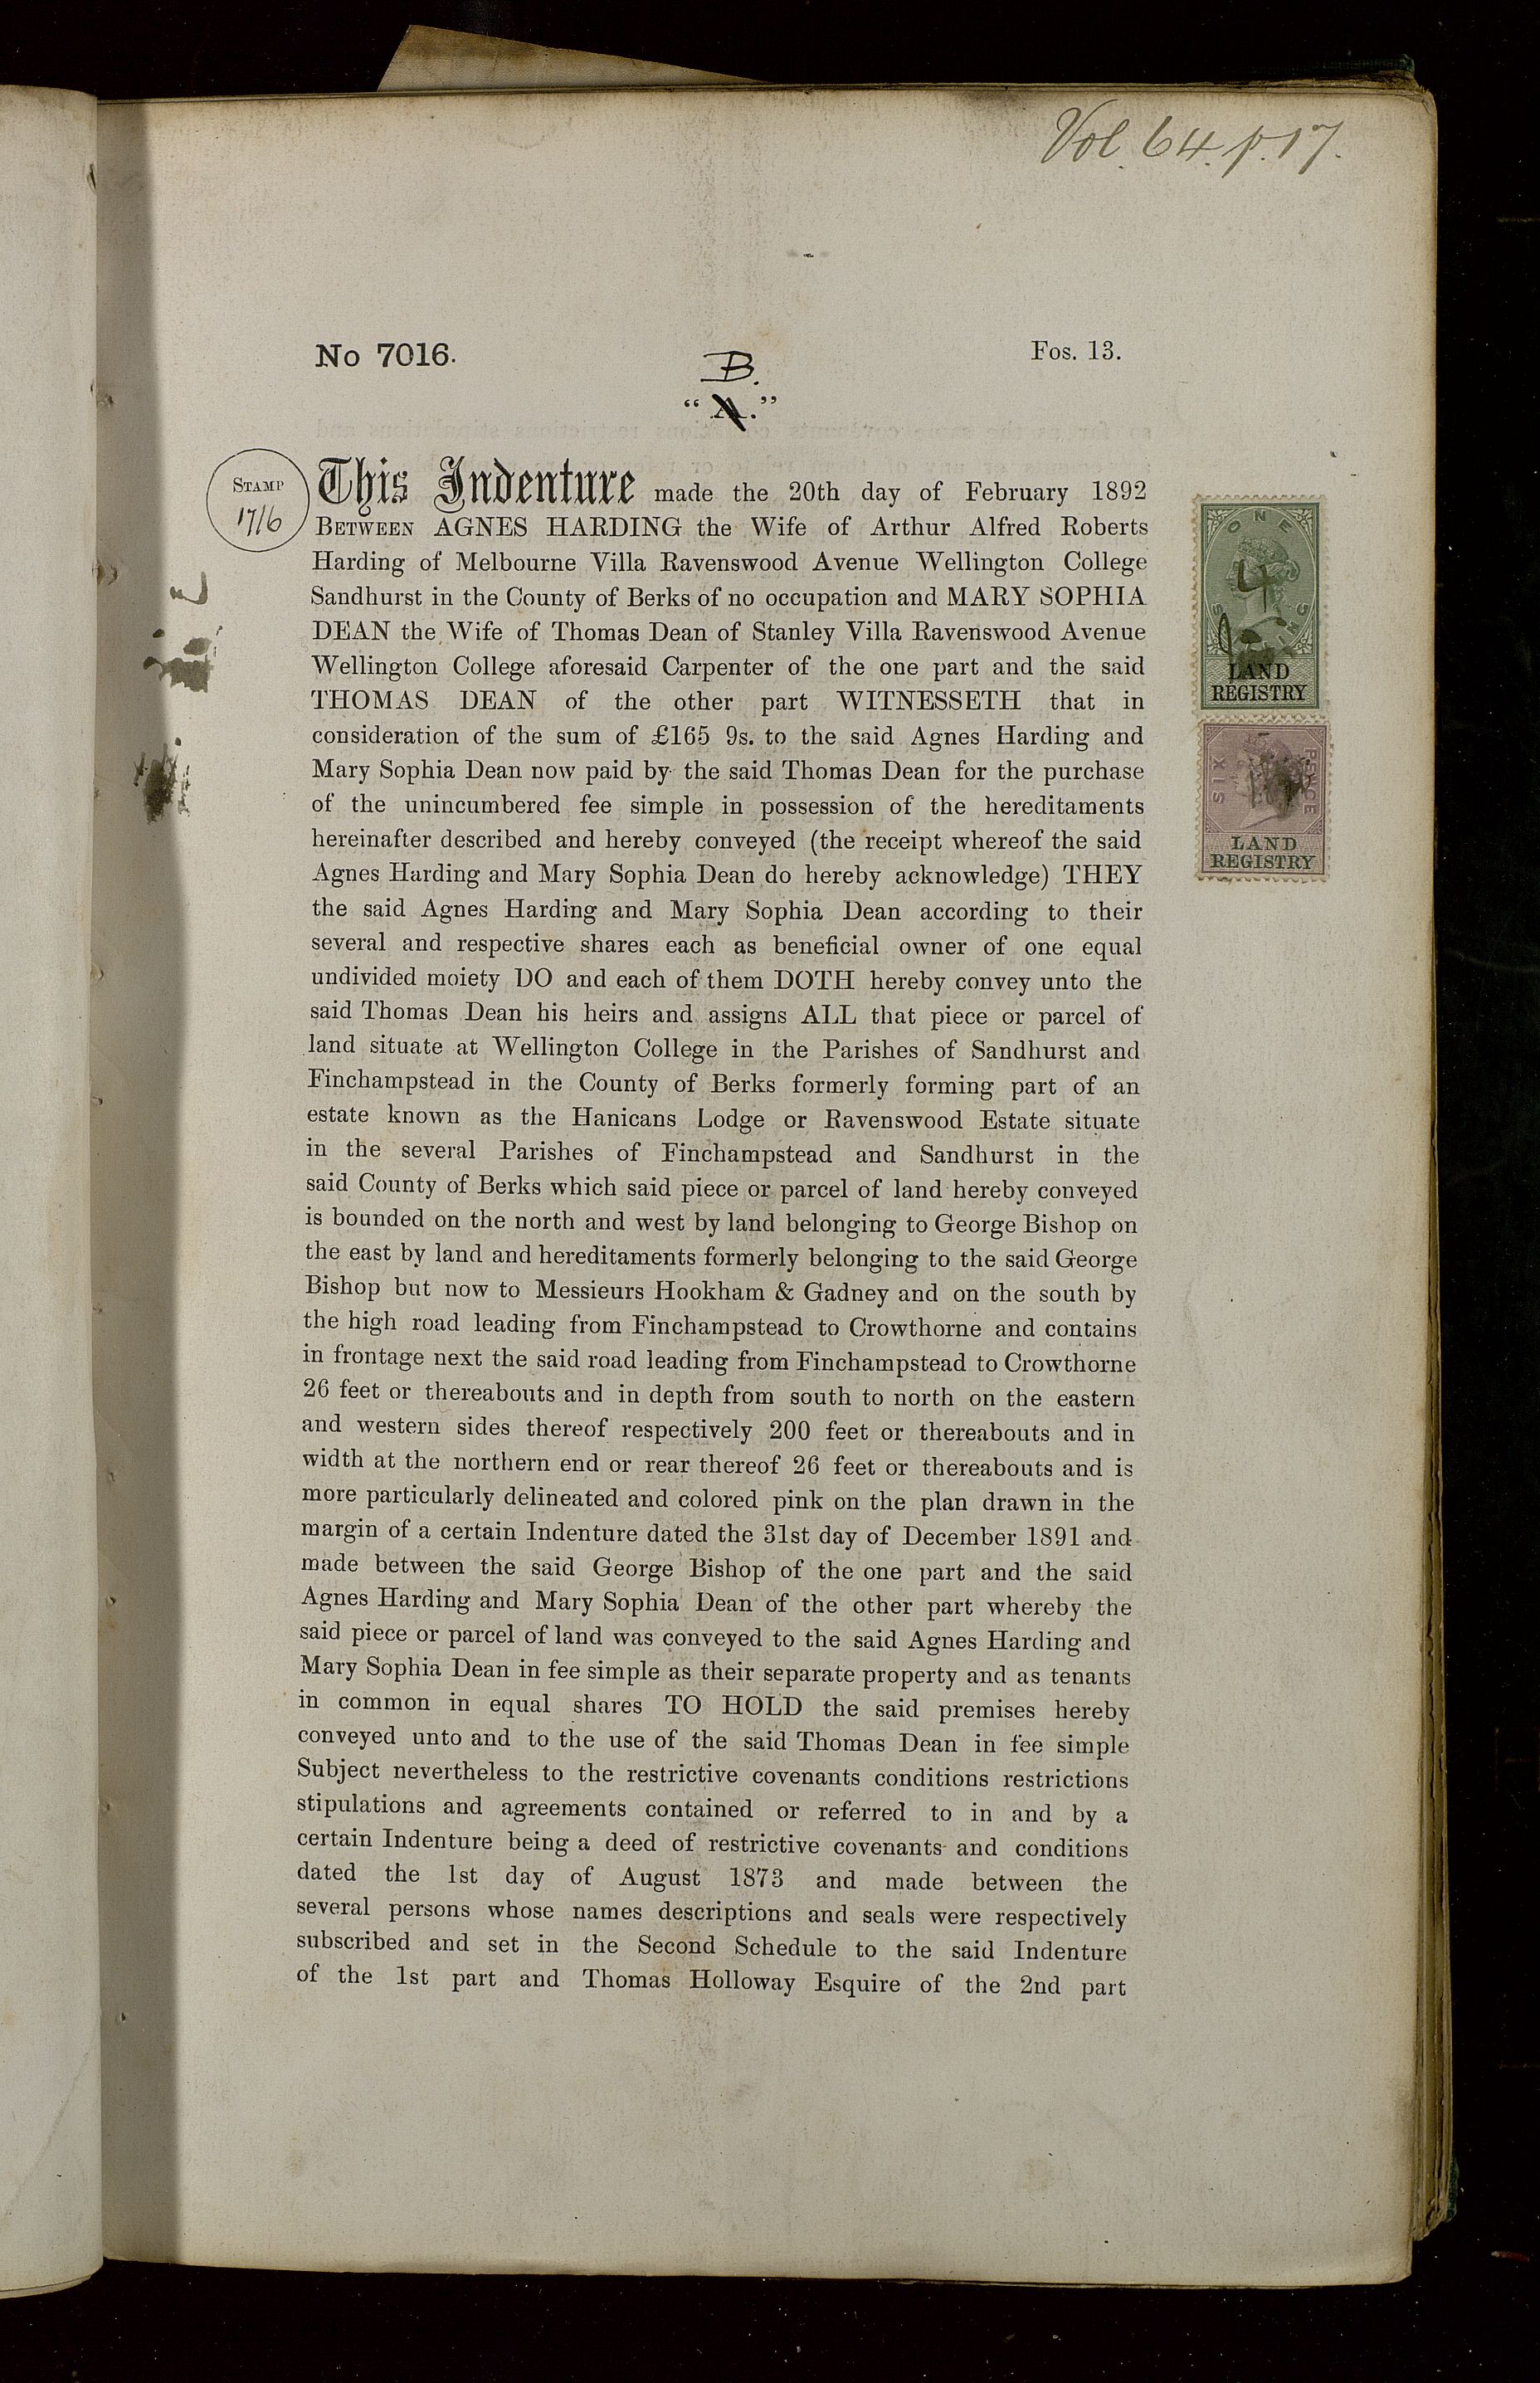 Vol. 64. p. 17.
No 7016.
Fos. 13.
B.
"A."
STAMP
17/6
This Indenture made the 20th day of February 1892
BETWEEN AGNES HARDING the Wife of Arthur Alfred Roberts
Harding of Melbourne Villa Ravenswood Avenue Wellington College
Sandhurst in the County of Berks of no occupation and MARY SOPHIA
DEAN the Wife of Thomas Dean of Stanley Villa Ravenswood Avenue
Wellington College aforesaid Carpenter of the one part and the said
THOMAS DEAN of the other part WITNESSETH that in
consideration of the sum of £165 9s. to the said Agnes Harding and
Mary Sophia Dean now paid by the said Thomas Dean for the purchase
of the unincumbered fee simple in possession of the hereditaments
hereinafter described and hereby conveyed (the receipt whereof the said
Agnes Harding and Mary Sophia Dean do hereby acknowledge) THEY
the said Agnes Harding and Mary Sophia Dean according to their
several and respective shares each as beneficial owner of one equal
undivided moiety DO and each of them DOTH hereby convey unto the
said Thomas Dean his heirs and assigns ALL that piece or parcel of
land situate at Wellington College in the Parishes of Sandhurst and
Finchampstead in the County of Berks formerly forming part of an
estate known as the Hanicans Lodge or Ravenswood Estate situate
in the several Parishes of Finchampstead and Sandhurst in the
said County of Berks which said piece or parcel of land hereby conveyed
is bounded on the north and west by land belonging to George Bishop on
the east by land and hereditaments formerly belonging to the said George
Bishop but now to Messieurs Hookham & Gadney and on the south by
the high road leading from Finchampstead to Crowthorne and contains
in frontage next the said road leading from Finchampstead to Crowthorne
26 feet or thereabouts and in depth from south to north on the eastern
and western sides thereof respectively 200 feet or thereabouts and in
width at the northern end or rear thereof 26 feet or thereabouts and is
more particularly delineated and colored pink on the plan drawn in the
margin of a certain Indenture dated the 31st day of December 1891 and
made between the said George Bishop of the one part and the said
Agnes Harding and Mary Sophia Dean of the other part whereby the
said piece or parcel of land was conveyed to the said Agnes Harding and
Mary Sophia Dean in fee simple as their separate property and as tenants
in common in equal shares TO HOLD the said premises hereby
conveyed unto and to the use of the said Thomas Dean in fee simple
Subject nevertheless to the restrictive covenants conditions restrictions
stipulations and agreements contained or referred to in and by a
certain Indenture being a deed of restrictive covenants and conditions
dated the 1st day of August 1873 and made between the
several persons whose names descriptions and seals were respectively
subscribed and set in the Second Schedule to the said Indenture
of the 1st part and Thomas Holloway Esquire of the 2nd part
ONE
LAND
REGISTRY
SIX PENCE
LAND
REGISTRY